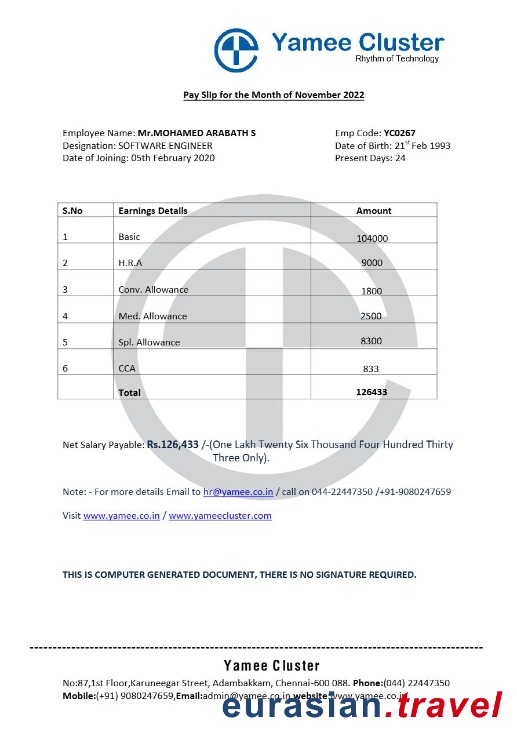 Yamee Cluster
Rhythm of Technology
Pay Slip for the Month of November 2022
Employee Name: Mr.MOHAMED ARABATH S Emp Code: YC0267
Designation: SOFTWARE ENGINEER Date of Birth: 21st Feb 1993
Date of Joining: 05th February 2020 Present Days: 24
S.No Earnings Details Amount
1 Basic 104000
2 H.R.A 9000
3 Conv. Allowance 1800
4 Med. Allowance 2500
5 Spl. Allowance 8300
6 CCA 833
Total 126433
Net Salary Payable: Rs.126,433 /-(One Lakh Twenty Six Thousand Four Hundred Thirty
Three Only).
Note: - For more details Email to hr@yamee.co.in / call on 044-22447350 /+91-9080247659
Visit www.yamee.co.in / www.yameecluster.com
THIS IS COMPUTER GENERATED DOCUMENT, THERE IS NO SIGNATURE REQUIRED.
Yamee Cluster
No:87,1st Floor,Karuneegar Street, Adambakkam, Chennai-600 088. Phone:(044) 22447350
Mobile:(+91) 9080247659,Email:admin@yamee.co.in website:www.yamee.co.in
eurasian.travel